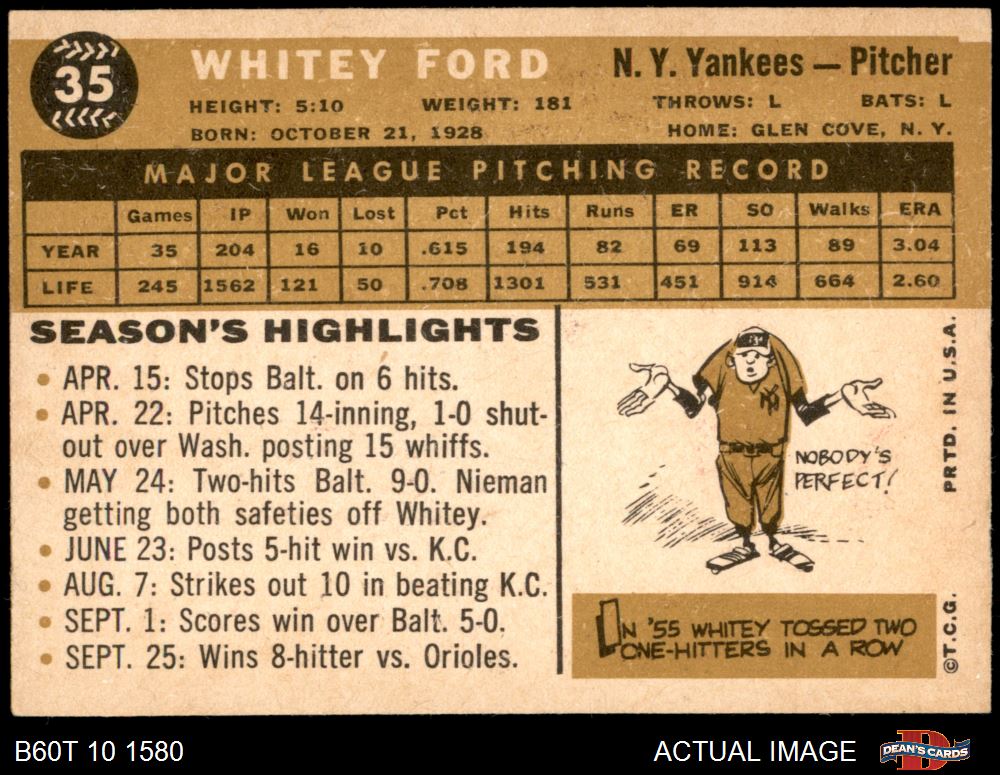 35
WHITEY FORD
N. Y. Yankees — Pitcher
HEIGHT: 5:10 WEIGHT: 181 THROWS: L BATS: L
BORN: OCTOBER 21, 1928 HOME: GLEN COVE, N. Y.
MAJOR LEAGUE PITCHING RECORD
Games IP Won Lost Pct Hits Runs ER SO Walks ERA
YEAR 35 204 16 10 .615 194 82 69 113 89 3.04
LIFE 245 1562 121 50 .708 1301 531 451 914 664 2.60
SEASON'S HIGHLIGHTS
• APR. 15: Stops Balt. on 6 hits.
• APR. 22: Pitches 14-inning, 1-0 shut-
out over Wash. posting 15 whiffs.
• MAY 24: Two-hits Balt. 9-0. Nieman
getting both safeties off Whitey.
• JUNE 23: Posts 5-hit win vs. K.C.
• AUG. 7: Strikes out 10 in beating K.C.
• SEPT. 1: Scores win over Balt. 5-0.
• SEPT. 25: Wins 8-hitter vs. Orioles.
NY
NOBODY'S
PERFECT!
IN '55 WHITEY TOSSED TWO
ONE-HITTERS IN A ROW
©T.C.G. PRTD. IN U.S.A.
B60T 10 1580
ACTUAL IMAGE
DEAN'S CARDS